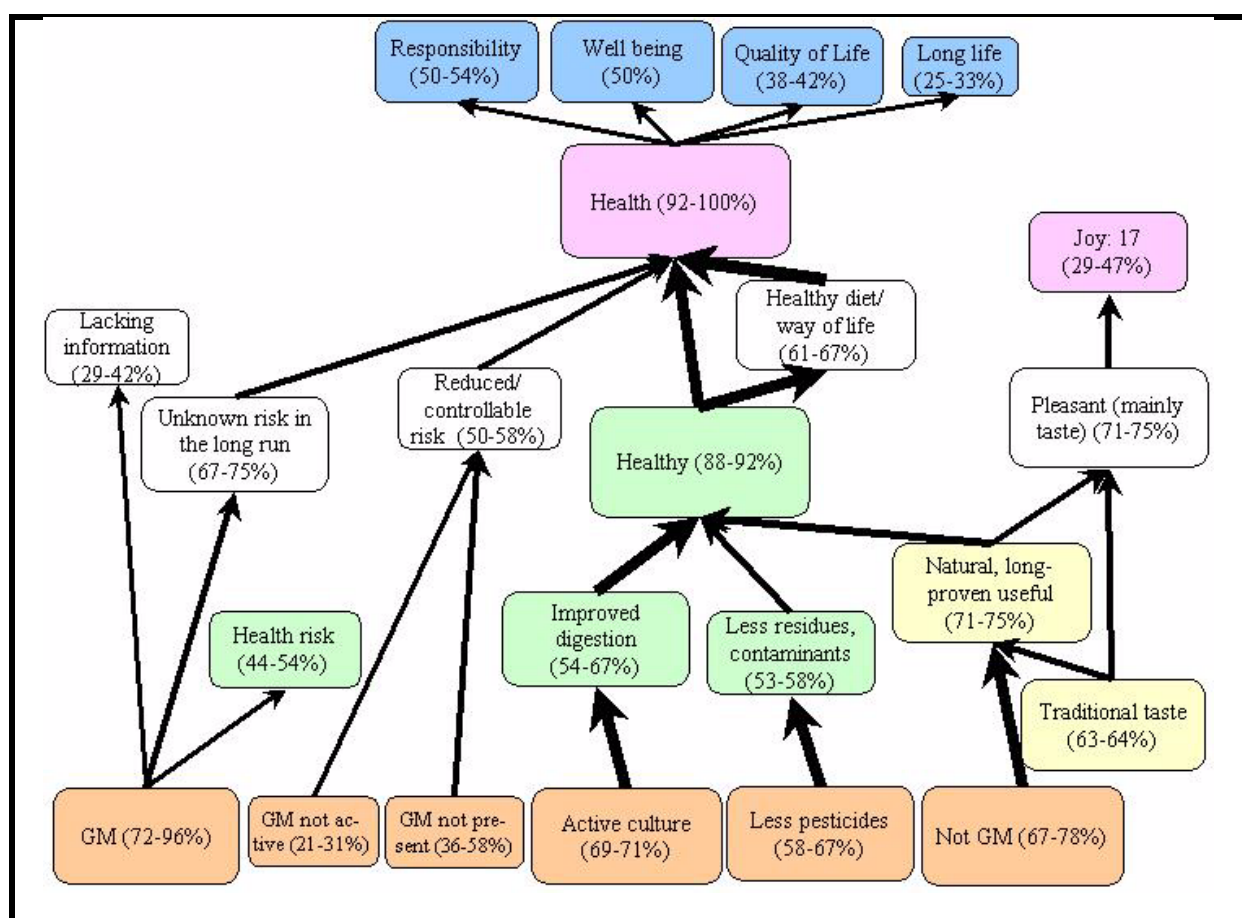 Responsibility
(50-54%)
Well being
(50%)
Quality of Life
(38-42%)
Long life
(25-33%)
Health (92-100%)
Joy: 17
(29-47%)
Healthy diet/
way of life
(61-67%)
Lacking
information
(29-42%)
Unknown risk in
the long run
(67-75%)
Reduced/
controllable
risk (50-58%)
Healthy (88-92%)
Pleasant (mainly
taste) (71-75%)
Health risk
(44-54%)
Improved
digestion
(54-67%)
Less residues,
contaminants
(53-58%)
Natural, long-
proven useful
(71-75%)
Traditional taste
(63-64%)
GM (72-96%)
GM not ac-
tive (21-31%)
GM not pre-
sent (36-58%)
Active culture
(69-71%)
Less pesticides
(58-67%)
Not GM (67-78%)